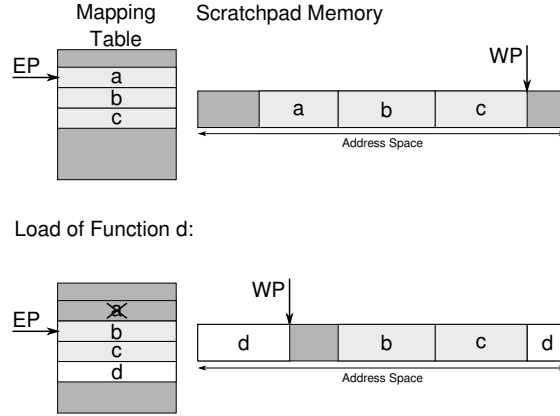 Mapping Table
Scratchpad Memory
EP
WP
a
b
c
a b c
Address Space
Load of Function d:
EP
WP
a
b
c
d
d b c d
Address Space